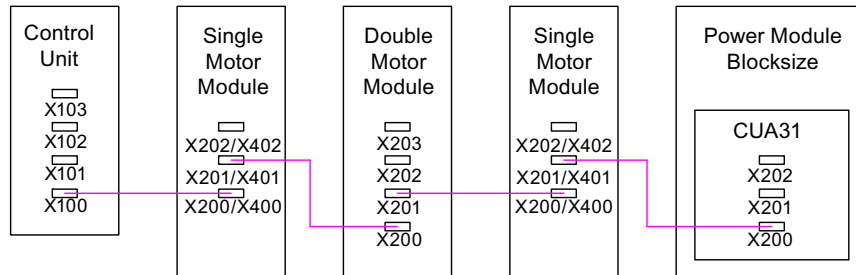 Control
Unit
X103
X102
X101
X100
Single
Motor
Module
X202/X402
X201/X401
X200/X400
Double
Motor
Module
X203
X202
X201
X200
Single
Motor
Module
X202/X402
X201/X401
X200/X400
Power Module
Blocksize
CUA31
X202
X201
X200